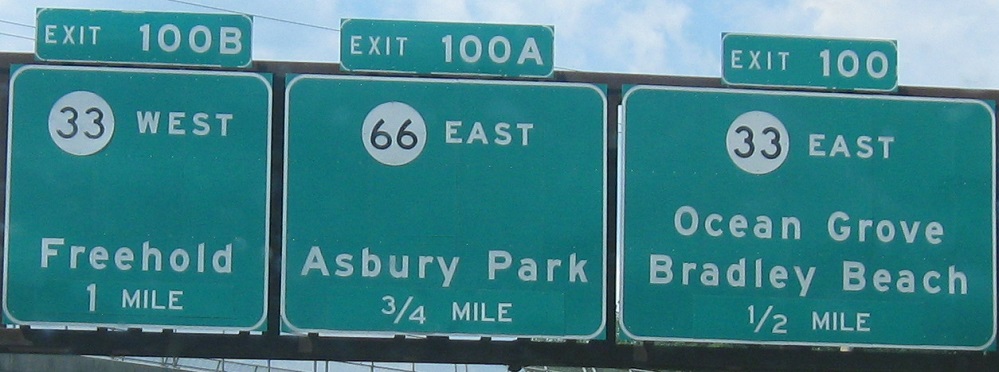 EXIT 100B
33 WEST
Freehold
1 MILE
EXIT 100A
66 EAST
Asbury Park
3/4 MILE
EXIT 100
33 EAST
Ocean Grove
Bradley Beach
1/2 MILE